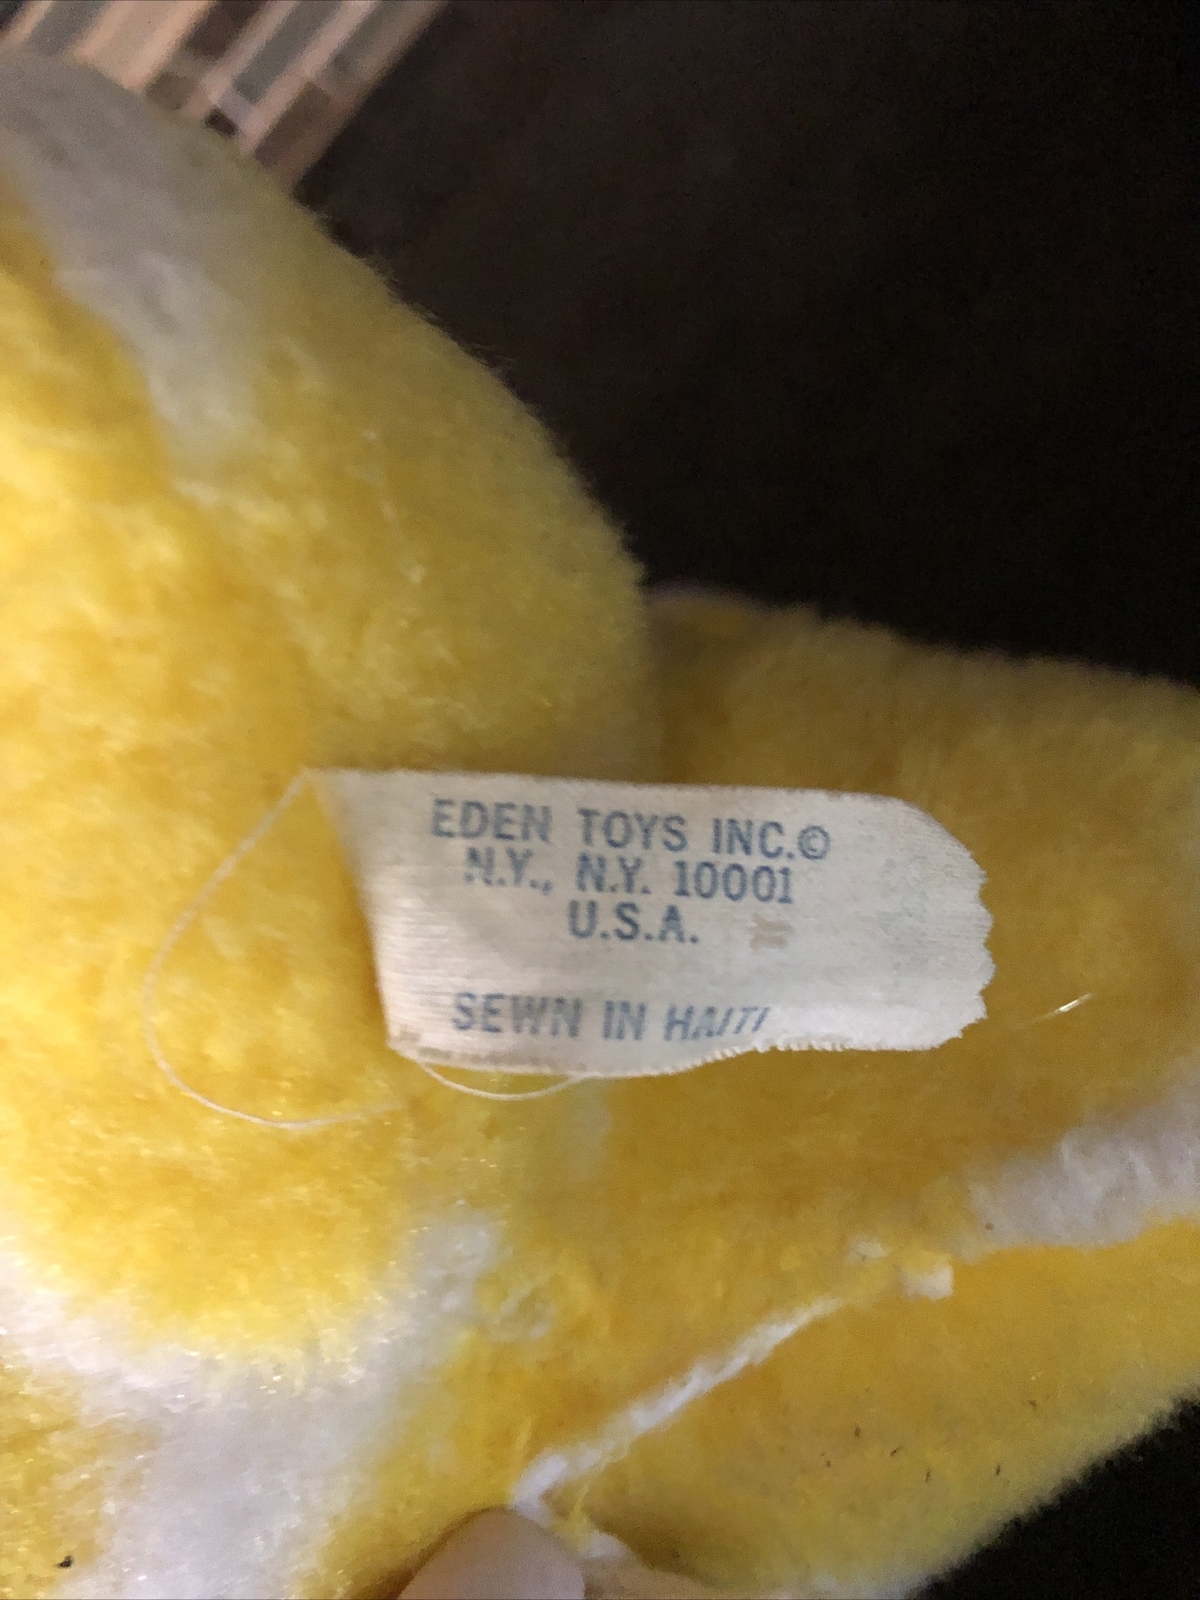 EDEN TOYS INC.©
N.Y., N.Y. 10001
U.S.A.
SEWN IN HAITI